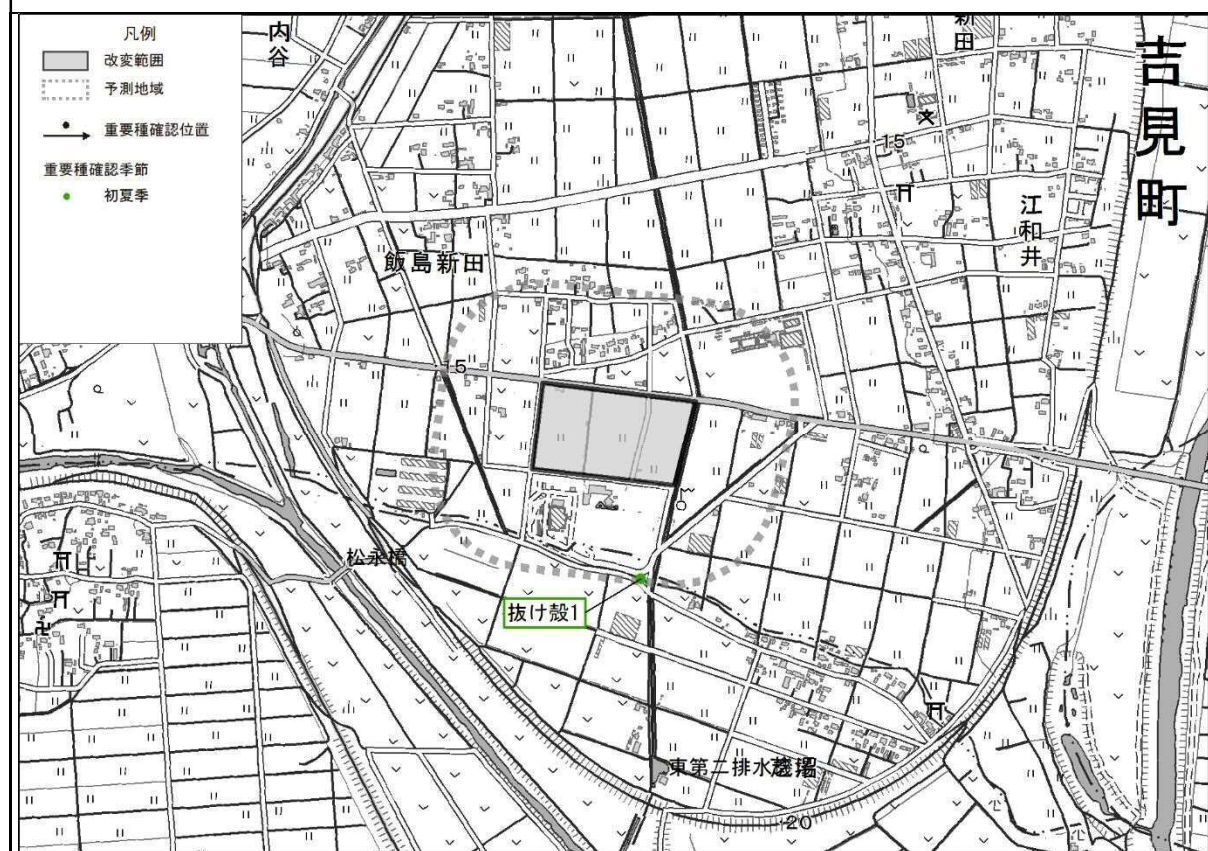 凡例
改変範囲
予測地域
重要種確認位置
重要種確認季節
初夏季
内谷
新田
吉見町
15
江和井
飯島新田
5
松永橋
抜け殻1
東第二排水機場
20